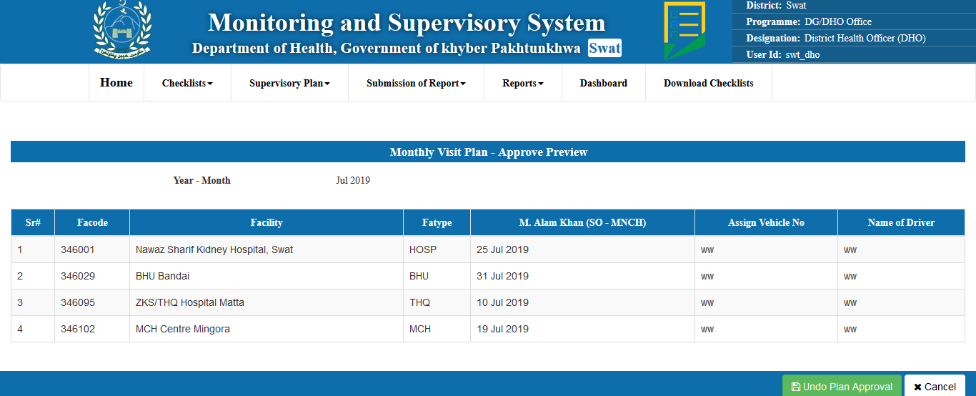 Monitoring and Supervisory System
Department of Health, Government of khyber Pakhtunkhwa Swat
District: Swat
Programme: DG/DHO Office
Designation: District Health Officer (DHO)
User Id: swt_dho
Home Checklists Supervisory Plan Submission of Report Reports Dashboard Download Checklists
Monthly Visit Plan - Approve Preview
Year - Month Jul 2019
Sr# Facode Facility Fatype M. Alam Khan (SO - MNCH) Assign Vehicle No Name of Driver
1 346001 Nawaz Sharif Kidney Hospital, Swat HOSP 25 Jul 2019 ww ww
2 346029 BHU Bandai BHU 31 Jul 2019 ww ww
3 346095 ZKS/THQ Hospital Matta THQ 10 Jul 2019 ww ww
4 346102 MCH Centre Mingora MCH 19 Jul 2019 ww ww
Undo Plan Approval Cancel